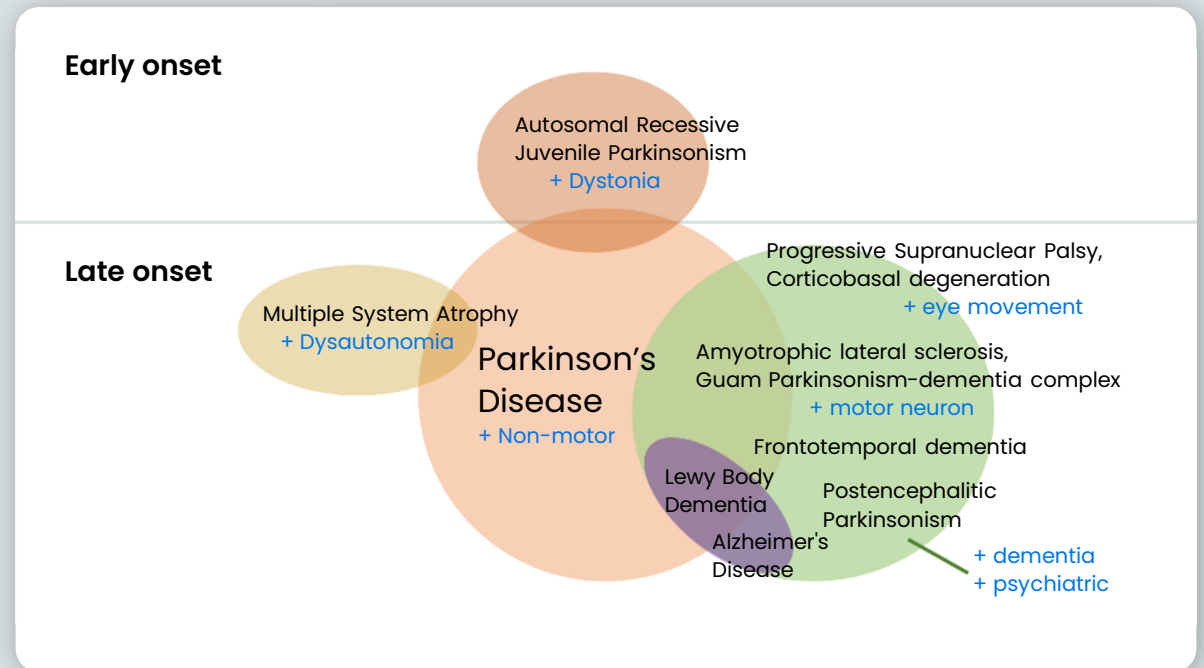 Early onset
Autosomal Recessive
Juvenile Parkinsonism
+ Dystonia
Late onset
Progressive Supranuclear Palsy,
Corticobasal degeneration
+ eye movement
Multiple System Atrophy
+ Dysautonomia
Parkinson’s
Disease
+ Non-motor
Amyotrophic lateral sclerosis,
Guam Parkinsonism-dementia complex
+ motor neuron
Frontotemporal dementia
Lewy Body
Dementia
Postencephalitic
Parkinsonism
Alzheimer's
Disease
+ dementia
+ psychiatric